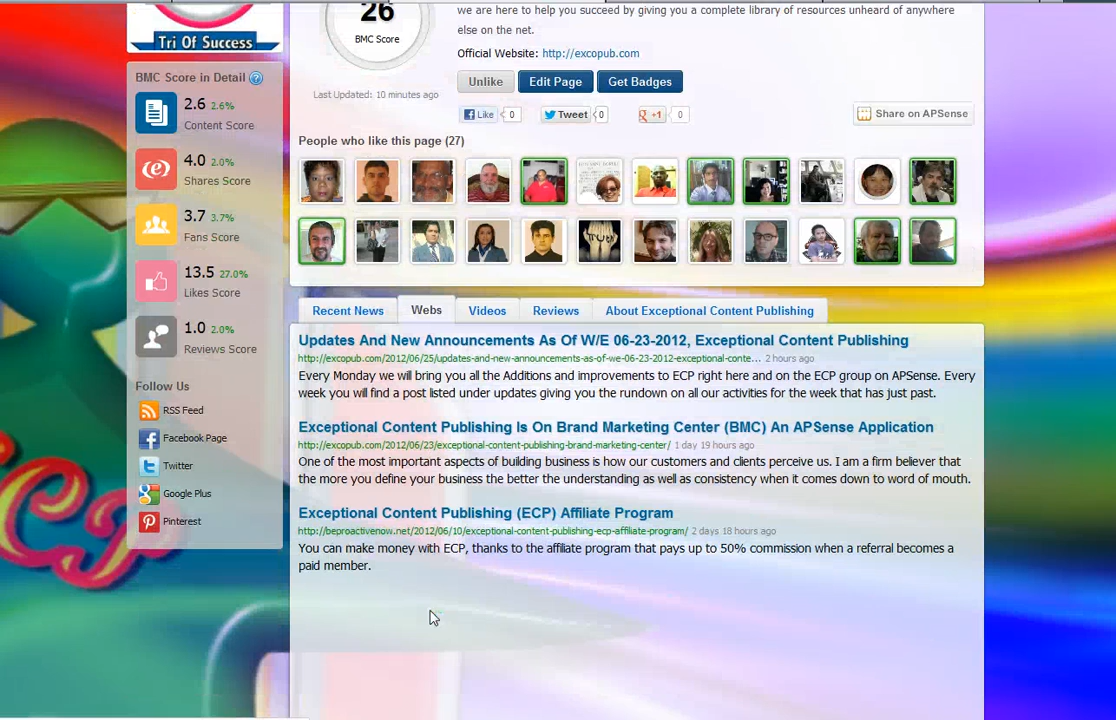 Tri Of Success
26
BMC Score
Last Updated: 10 minutes ago
we are here to help you succeed by giving you a complete library of resources unheard of anywhere
else on the net.
Official Website: http://excopub.com
Unlike
Edit Page
Get Badges
Like 0
Tweet 0
+1 0
Share on APSense
BMC Score in Detail ?
2.6 2.6%
Content Score
4.0 2.0%
Shares Score
3.7 3.7%
Fans Score
13.5 27.0%
Likes Score
1.0 2.0%
Reviews Score
Follow Us
RSS Feed
Facebook Page
Twitter
Google Plus
Pinterest
People who like this page (27)
Recent News
Webs
Videos
Reviews
About Exceptional Content Publishing
Updates And New Announcements As Of W/E 06-23-2012, Exceptional Content Publishing
http://excopub.com/2012/06/25/updates-and-new-announcements-as-of-we-06-23-2012-exceptional-conte... 2 hours ago
Every Monday we will bring you all the Additions and improvements to ECP right here and on the ECP group on APSense. Every
week you will find a post listed under updates giving you the rundown on all our activities for the week that has just past.
Exceptional Content Publishing Is On Brand Marketing Center (BMC) An APSense Application
http://excopub.com/2012/06/23/exceptional-content-publishing-brand-marketing-center/ 1 day 19 hours ago
One of the most important aspects of building business is how our customers and clients perceive us. I am a firm believer that
the more you define your business the better the understanding as well as consistency when it comes down to word of mouth.
Exceptional Content Publishing (ECP) Affiliate Program
http://beproactivenow.net/2012/06/10/exceptional-content-publishing-ecp-affiliate-program/ 2 days 18 hours ago
You can make money with ECP, thanks to the affiliate program that pays up to 50% commission when a referral becomes a
paid member.